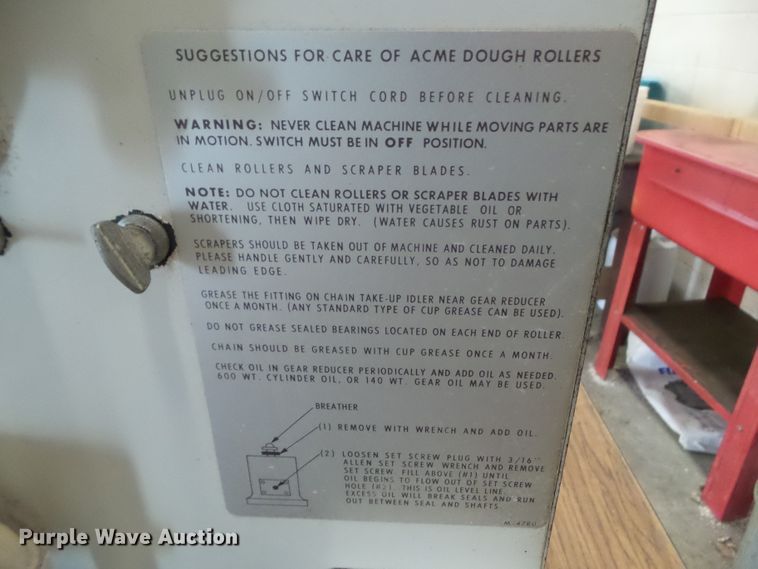 SUGGESTIONS FOR CARE OF ACME DOUGH ROLLERS
UNPLUG ON/OFF SWITCH CORD BEFORE CLEANING.
WARNING: NEVER CLEAN MACHINE WHILE MOVING PARTS ARE
IN MOTION. SWITCH MUST BE IN OFF POSITION.
CLEAN ROLLERS AND SCRAPER BLADES.
NOTE: DO NOT CLEAN ROLLERS OR SCRAPER BLADES WITH
WATER. USE CLOTH SATURATED WITH VEGETABLE OIL OR
SHORTENING, THEN WIPE DRY. (WATER CAUSES RUST ON PARTS).
SCRAPERS SHOULD BE TAKEN OUT OF MACHINE AND CLEANED DAILY.
PLEASE HANDLE GENTLY AND CAREFULLY, SO AS NOT TO DAMAGE
LEADING EDGE.
GREASE THE FITTING ON CHAIN TAKE-UP IDLER NEAR GEAR REDUCER
ONCE A MONTH. (ANY STANDARD TYPE OF CUP GREASE CAN BE USED).
DO NOT GREASE SEALED BEARINGS LOCATED ON EACH END OF ROLLER.
CHAIN SHOULD BE GREASED WITH CUP GREASE ONCE A MONTH.
CHECK OIL IN GEAR REDUCER PERIODICALLY AND ADD OIL AS NEEDED.
600 WT. CYLINDER OIL, OR 140 WT. GEAR OIL MAY BE USED.
BREATHER
(1) REMOVE WITH WRENCH AND ADD OIL.
(2) LOOSEN SET SCREW PLUG WITH 3/16"
ALLEN SET SCREW WRENCH AND REMOVE
SET SCREW. FILL ABOVE (#1) UNTIL
OIL BEGINS TO FLOW OUT OF SET SCREW
HOLE (#2). THIS IS OIL LEVEL LINE.
EXCESS OIL WILL BREAK SEALS AND RUN
OUT BETWEEN SEAL AND SHAFTS.
Purple Wave Auction